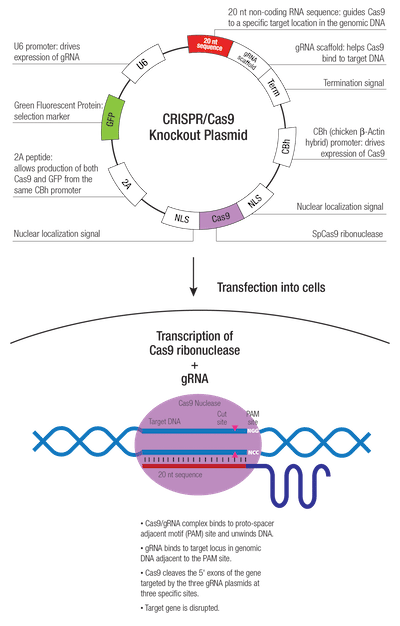 20 nt non-coding RNA sequence: guides Cas9
to a specific target location in the genomic DNA
U6 promoter: drives
expression of gRNA
gRNA scaffold: helps Cas9
bind to target DNA
Termination signal
20 nt
sequence
gRNA
scaffold
Term
U6
Green Fluorescent Protein:
selection marker
GFP
CRISPR/Cas9
Knockout Plasmid
CBh
CBh (chicken β-Actin
hybrid) promoter: drives
expression of Cas9
2A peptide:
allows production of both
Cas9 and GFP from the
same CBh promoter
2A
NLS
Cas9
NLS
Nuclear localization signal
Nuclear localization signal
SpCas9 ribonuclease
Transfection into cells
Transcription of
Cas9 ribonuclease
+
gRNA
Cas9 Nuclease
Target DNA
Cut
site
PAM
site
NGG
NCC
20 nt sequence
• Cas9/gRNA complex binds to proto-spacer
adjacent motif (PAM) site and unwinds DNA.
• gRNA binds to target locus in genomic
DNA adjacent to the PAM site.
• Cas9 cleaves the 5' exons of the gene
targeted by the three gRNA plasmids at
three specific sites.
• Target gene is disrupted.